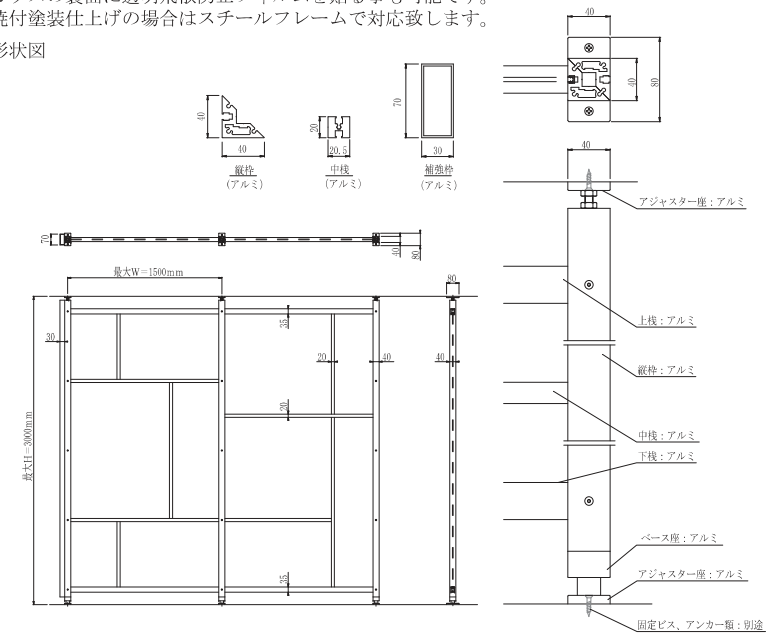 焼付塗装仕上げの場合はスチールフレームで対応致します。
形状図
40
40
縦枠
(アルミ)
20
20.5
中桟
(アルミ)
70
30
補強枠
(アルミ)
40
40
80
40
アジャスター座：アルミ
上桟：アルミ
縦枠：アルミ
中桟：アルミ
下桟：アルミ
ベース座：アルミ
アジャスター座：アルミ
固定ビス、アンカー類：別途
70
40
80
最大W＝1500mm
80
30
35
20
40
40
20
最大H＝3000mm
35